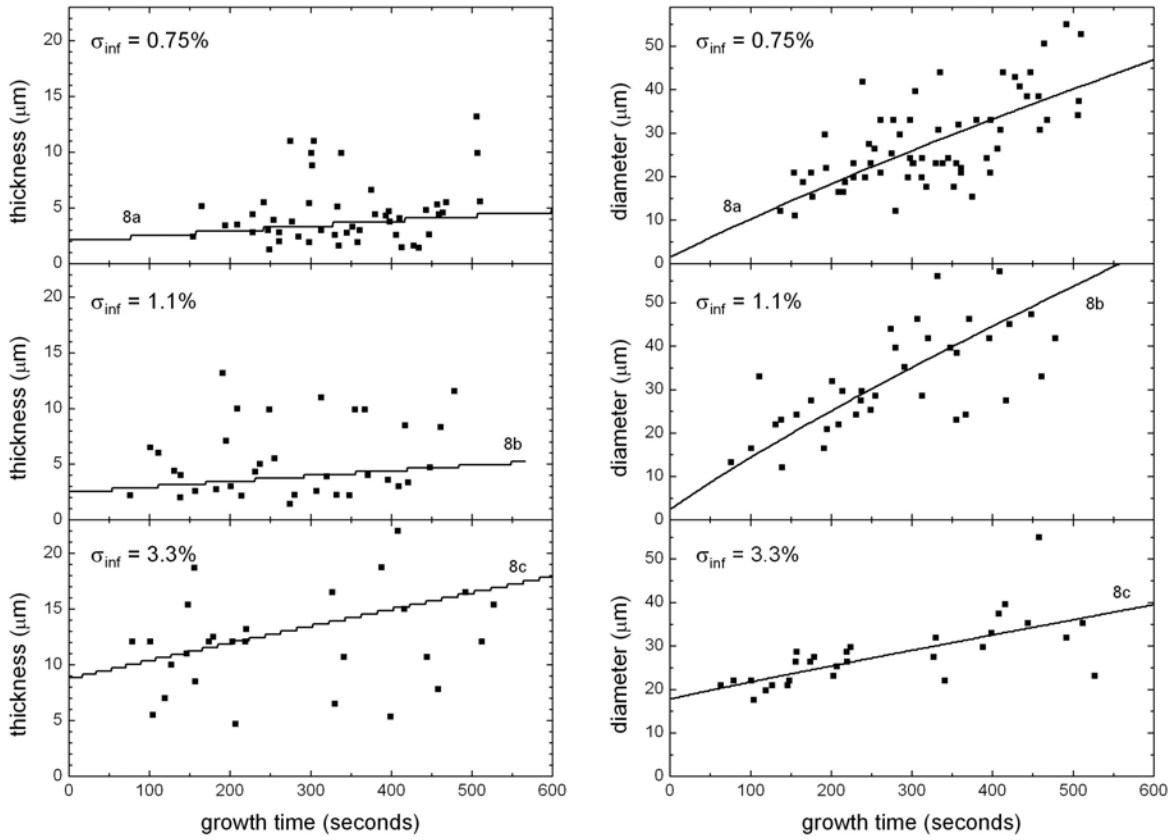 20
15
10
5
0
thickness (μm)
σinf = 0.75%
8a
20
15
10
5
0
thickness (μm)
σinf = 1.1%
8b
20
15
10
5
0
thickness (μm)
σinf = 3.3%
8c
0 100 200 300 400 500 600
growth time (seconds)
50
40
30
20
10
0
diameter (μm)
σinf = 0.75%
8a
50
40
30
20
10
0
diameter (μm)
σinf = 1.1%
8b
50
40
30
20
10
0
diameter (μm)
σinf = 3.3%
8c
0 100 200 300 400 500 600
growth time (seconds)